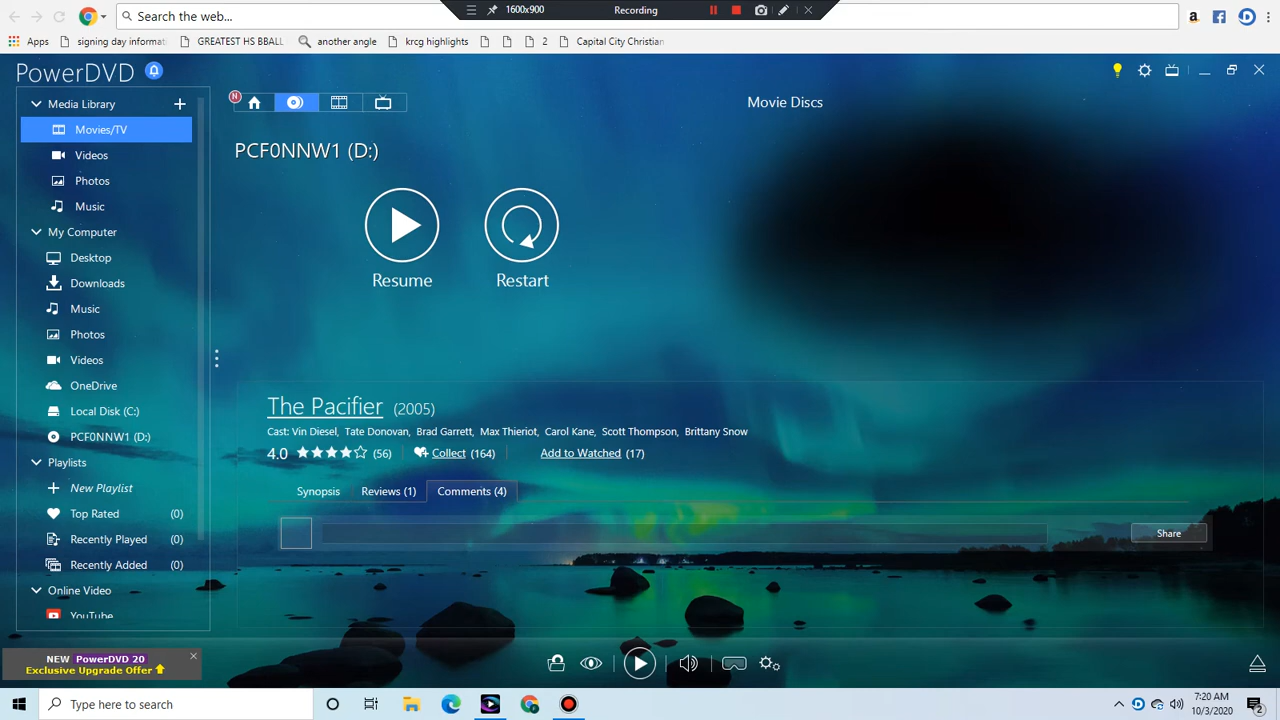 1600x900 Recording
Search the web...
Apps signing day informati GREATEST HS BBALL another angle krcg highlights 2 Capital City Christian
PowerDVD
Media Library
Movies/TV
Videos
Photos
Music
My Computer
Desktop
Downloads
Music
Photos
Videos
OneDrive
Local Disk (C:)
PCF0NNW1 (D:)
Playlists
New Playlist
Top Rated (0)
Recently Played (0)
Recently Added (0)
Online Video
YouTube
N
Movie Discs
PCF0NNW1 (D:)
Resume Restart
The Pacifier (2005)
Cast: Vin Diesel, Tate Donovan, Brad Garrett, Max Thieriot, Carol Kane, Scott Thompson, Brittany Snow
4.0 (56) Collect (164) Add to Watched (17)
Synopsis Reviews (1) Comments (4)
Share
NEW PowerDVD 20
Exclusive Upgrade Offer
Type here to search
7:20 AM
10/3/2020
2